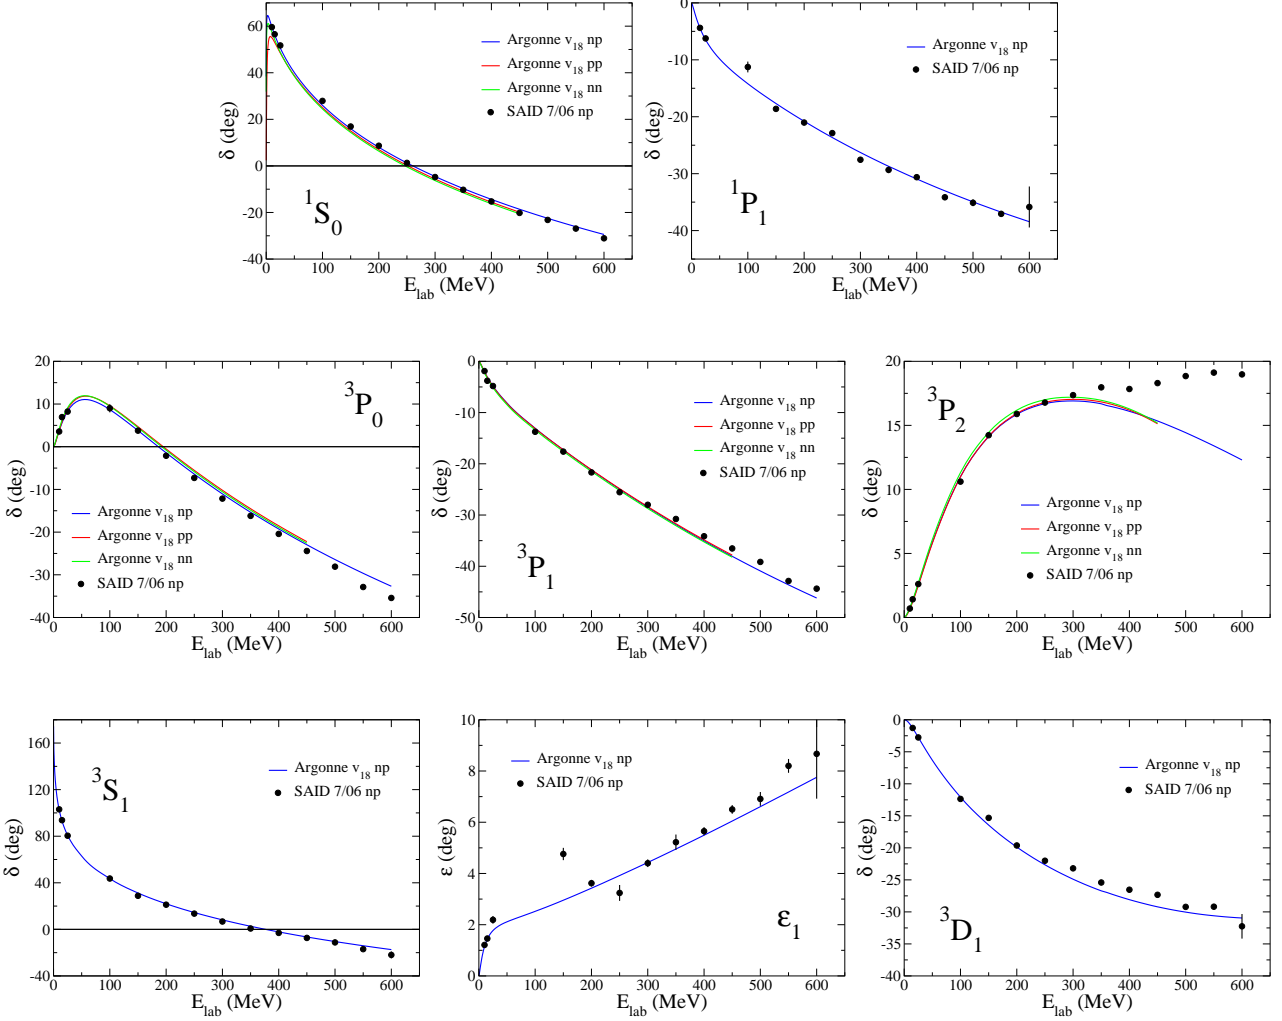 60
40
20
0
-20
-40
δ (deg)
Argonne v18 np
Argonne v18 pp
Argonne v18 nn
SAID 7/06 np
1S0
0 100 200 300 400 500 600
Elab (MeV)
0
-10
-20
-30
-40
δ (deg)
Argonne v18 np
SAID 7/06 np
1P1
0 100 200 300 400 500 600
Elab (MeV)
20
10
0
-10
-20
-30
-40
δ (deg)
3P0
Argonne v18 np
Argonne v18 pp
Argonne v18 nn
SAID 7/06 np
0 100 200 300 400 500 600
Elab (MeV)
0
-10
-20
-30
-40
-50
δ (deg)
Argonne v18 np
Argonne v18 pp
Argonne v18 nn
SAID 7/06 np
3P1
0 100 200 300 400 500 600
Elab (MeV)
20
15
10
5
0
δ (deg)
3P2
Argonne v18 np
Argonne v18 pp
Argonne v18 nn
SAID 7/06 np
0 100 200 300 400 500 600
Elab (MeV)
160
120
80
40
0
-40
δ (deg)
3S1
Argonne v18 np
SAID 7/06 np
0 100 200 300 400 500 600
Elab (MeV)
10
8
6
4
2
0
ε (deg)
Argonne v18 np
SAID 7/06 np
ε1
0 100 200 300 400 500 600
Elab (MeV)
0
-5
-10
-15
-20
-25
-30
-35
-40
δ (deg)
Argonne v18 np
SAID 7/06 np
3D1
0 100 200 300 400 500 600
Elab (MeV)